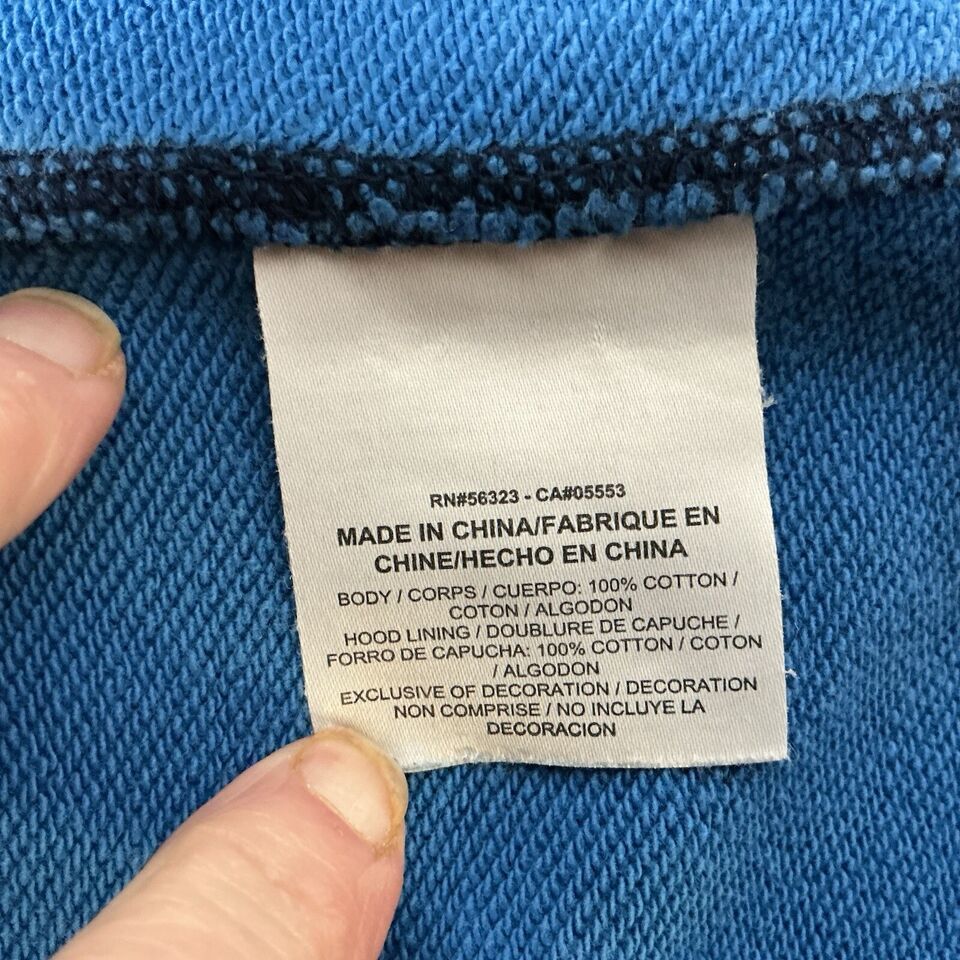 RN#56323 - CA#05553
MADE IN CHINA/FABRIQUE EN
CHINE/HECHO EN CHINA
BODY / CORPS / CUERPO: 100% COTTON /
COTON / ALGODON
HOOD LINING / DOUBLURE DE CAPUCHE /
FORRO DE CAPUCHA: 100% COTTON / COTON
/ ALGODON
EXCLUSIVE OF DECORATION / DECORATION
NON COMPRISE / NO INCLUYE LA
DECORACION